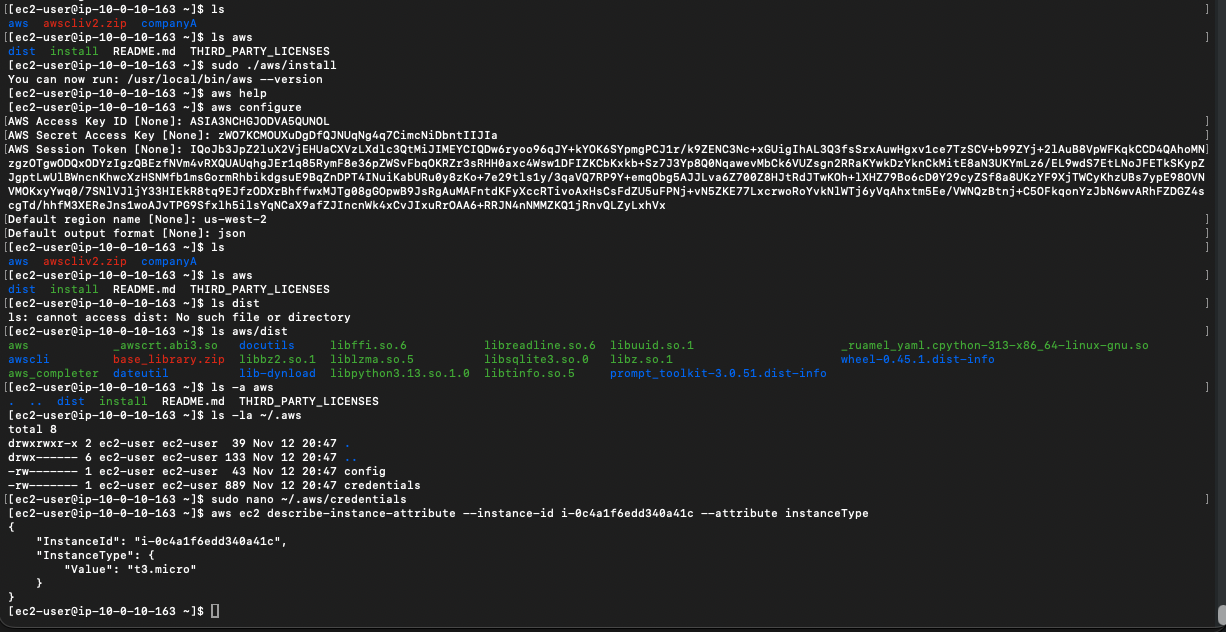 [[ec2-user@ip-10-0-10-163 ~]$ ls ]
aws awscliv2.zip companyA
[[ec2-user@ip-10-0-10-163 ~]$ ls aws ]
dist install README.md THIRD_PARTY_LICENSES
[ec2-user@ip-10-0-10-163 ~]$ sudo ./aws/install
You can now run: /usr/local/bin/aws --version
[ec2-user@ip-10-0-10-163 ~]$ aws help
[ec2-user@ip-10-0-10-163 ~]$ aws configure
[AWS Access Key ID [None]: ASIA3NCHGJODVA5QUNOL ]
[AWS Secret Access Key [None]: zWO7KCMOUXuDgDfQJNUqNg4q7CimcNiDbntIIJIa ]
[AWS Session Token [None]:
[Default region name [None]: us-west-2 ]
[Default output format [None]: json ]
[[ec2-user@ip-10-0-10-163 ~]$ ls ]
aws awscliv2.zip companyA
[[ec2-user@ip-10-0-10-163 ~]$ ls aws ]
dist install README.md THIRD_PARTY_LICENSES
[[ec2-user@ip-10-0-10-163 ~]$ ls dist ]
ls: cannot access dist: No such file or directory
[[ec2-user@ip-10-0-10-163 ~]$ ls aws/dist ]
aws _awscrt.abi3.so docutils libffi.so.6 libreadline.so.6 libuuid.so.1 _ruamel_yaml.cpython-313-x86_64-linux-gnu.so
awscli base_library.zip libbz2.so.1 liblzma.so.5 libsqlite3.so.0 libz.so.1 wheel-0.45.1.dist-info
aws_completer dateutil lib-dynload libpython3.13.so.1.0 libtinfo.so.5 prompt_toolkit-3.0.51.dist-info
[[ec2-user@ip-10-0-10-163 ~]$ ls -a aws ]
. .. dist install README.md THIRD_PARTY_LICENSES
[ec2-user@ip-10-0-10-163 ~]$ ls -la ~/.aws
total 8
drwxrwxr-x 2 ec2-user ec2-user 39 Nov 12 20:47 .
drwx------ 6 ec2-user ec2-user 133 Nov 12 20:47 ..
-rw------- 1 ec2-user ec2-user 43 Nov 12 20:47 config
-rw------- 1 ec2-user ec2-user 889 Nov 12 20:47 credentials
[[ec2-user@ip-10-0-10-163 ~]$ sudo nano ~/.aws/credentials ]
[ec2-user@ip-10-0-10-163 ~]$ aws ec2 describe-instance-attribute --instance-id i-0c4a1f6edd340a41c --attribute instanceType
{
"InstanceId": "i-0c4a1f6edd340a41c",
"InstanceType": {
"Value": "t3.micro"
}
}
[ec2-user@ip-10-0-10-163 ~]$